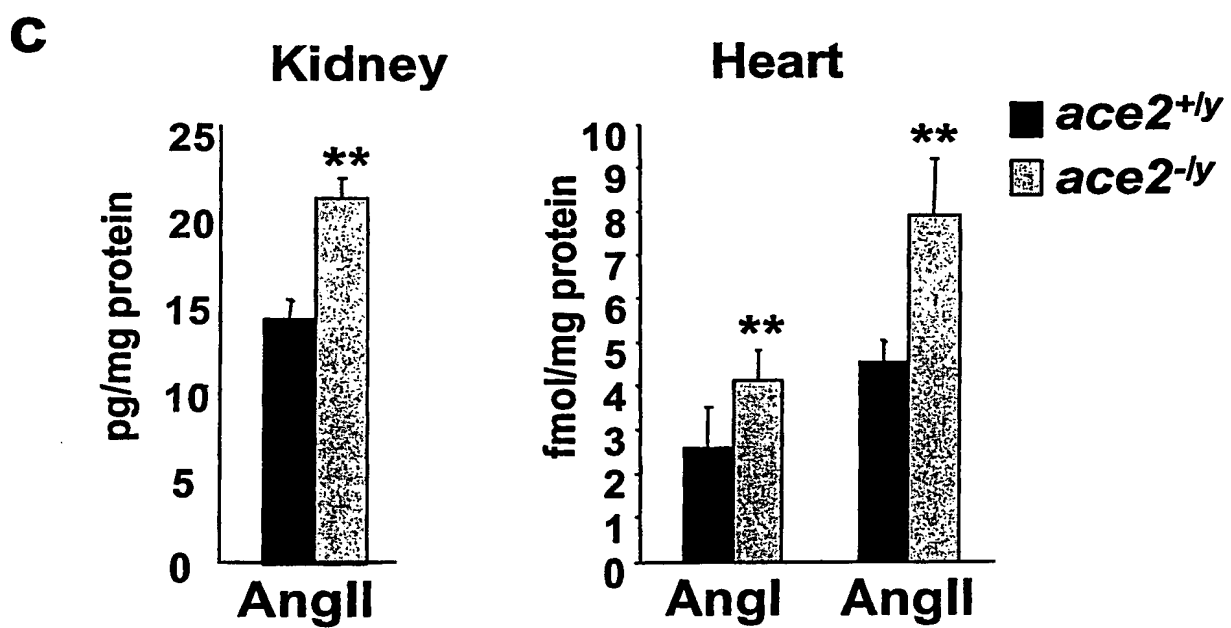 C
Kidney
Heart
ace2+/y
ace2-/y
pg/mg protein
25
20
15
10
5
0
**
AngII
fmol/mg protein
10
9
8
7
6
5
4
3
2
1
0
**
**
AngI
AngII